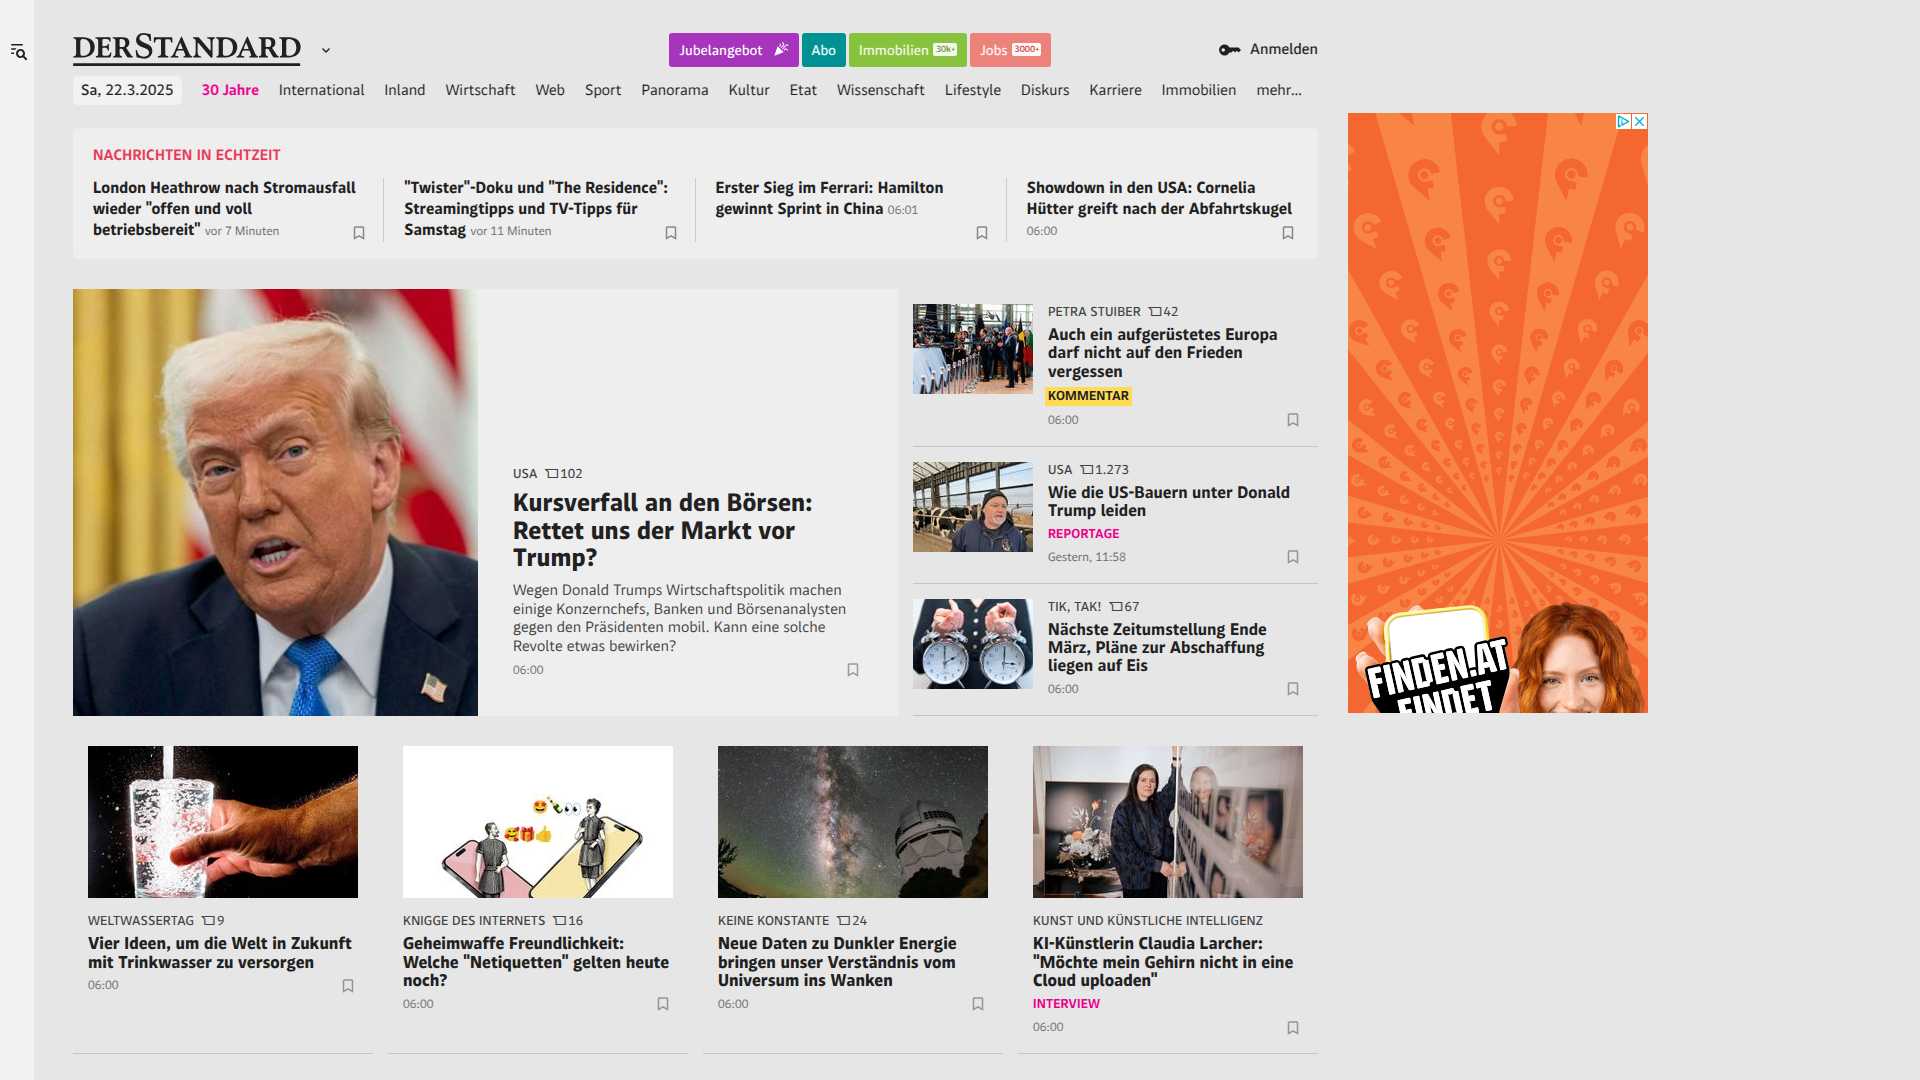 DERSTANDARD
Jubelangebot
Abo
Immobilien 30k+
Jobs 3000+
Anmelden
Sa, 22.3.2025
30 Jahre
International
Inland
Wirtschaft
Web
Sport
Panorama
Kultur
Etat
Wissenschaft
Lifestyle
Diskurs
Karriere
Immobilien
mehr...
NACHRICHTEN IN ECHTZEIT
London Heathrow nach Stromausfall
wieder "offen und voll
betriebsbereit" vor 7 Minuten
"Twister"-Doku und "The Residence":
Streamingtipps und TV-Tipps für
Samstag vor 11 Minuten
Erster Sieg im Ferrari: Hamilton
gewinnt Sprint in China 06:01
Showdown in den USA: Cornelia
Hütter greift nach der Abfahrtskugel
06:00
USA 102
Kursverfall an den Börsen:
Rettet uns der Markt vor
Trump?
Wegen Donald Trumps Wirtschaftspolitik machen
einige Konzernchefs, Banken und Börsenanalysten
gegen den Präsidenten mobil. Kann eine solche
Revolte etwas bewirken?
06:00
PETRA STUIBER 42
Auch ein aufgerüstetes Europa
darf nicht auf den Frieden
vergessen
KOMMENTAR
06:00
USA 1.273
Wie die US-Bauern unter Donald
Trump leiden
REPORTAGE
Gestern, 11:58
TIK, TAK! 67
Nächste Zeitumstellung Ende
März, Pläne zur Abschaffung
liegen auf Eis
06:00
FINDEN.AT
FINDET
WELTWASSERTAG 9
Vier Ideen, um die Welt in Zukunft
mit Trinkwasser zu versorgen
06:00
KNIGGE DES INTERNETS 16
Geheimwaffe Freundlichkeit:
Welche "Netiquetten" gelten heute
noch?
06:00
KEINE KONSTANTE 24
Neue Daten zu Dunkler Energie
bringen unser Verständnis vom
Universum ins Wanken
06:00
KUNST UND KÜNSTLICHE INTELLIGENZ
KI-Künstlerin Claudia Larcher:
"Möchte mein Gehirn nicht in eine
Cloud uploaden"
INTERVIEW
06:00